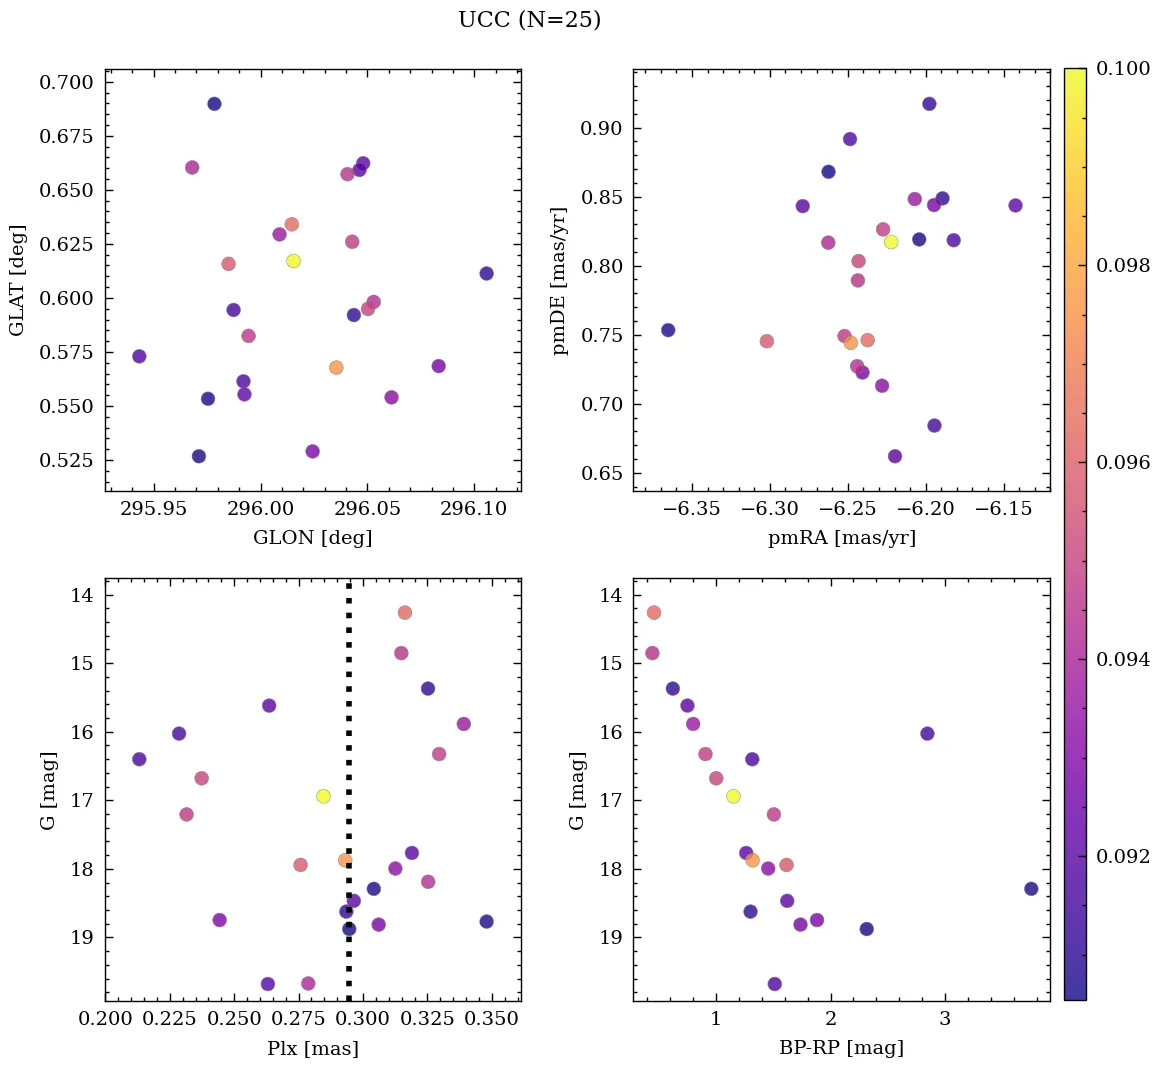 UCC (N=25)
0.700
0.675
0.650
0.625
0.600
0.575
0.550
0.525
GLAT [deg]
295.95 296.00 296.05 296.10
GLON [deg]
0.90
0.85
0.80
0.75
0.70
0.65
pmDE [mas/yr]
−6.35 −6.30 −6.25 −6.20 −6.15
pmRA [mas/yr]
0.100
0.098
0.096
0.094
0.092
14
15
16
17
18
19
G [mag]
0.200 0.225 0.250 0.275 0.300 0.325 0.350
Plx [mas]
14
15
16
17
18
19
G [mag]
1 2 3
BP-RP [mag]